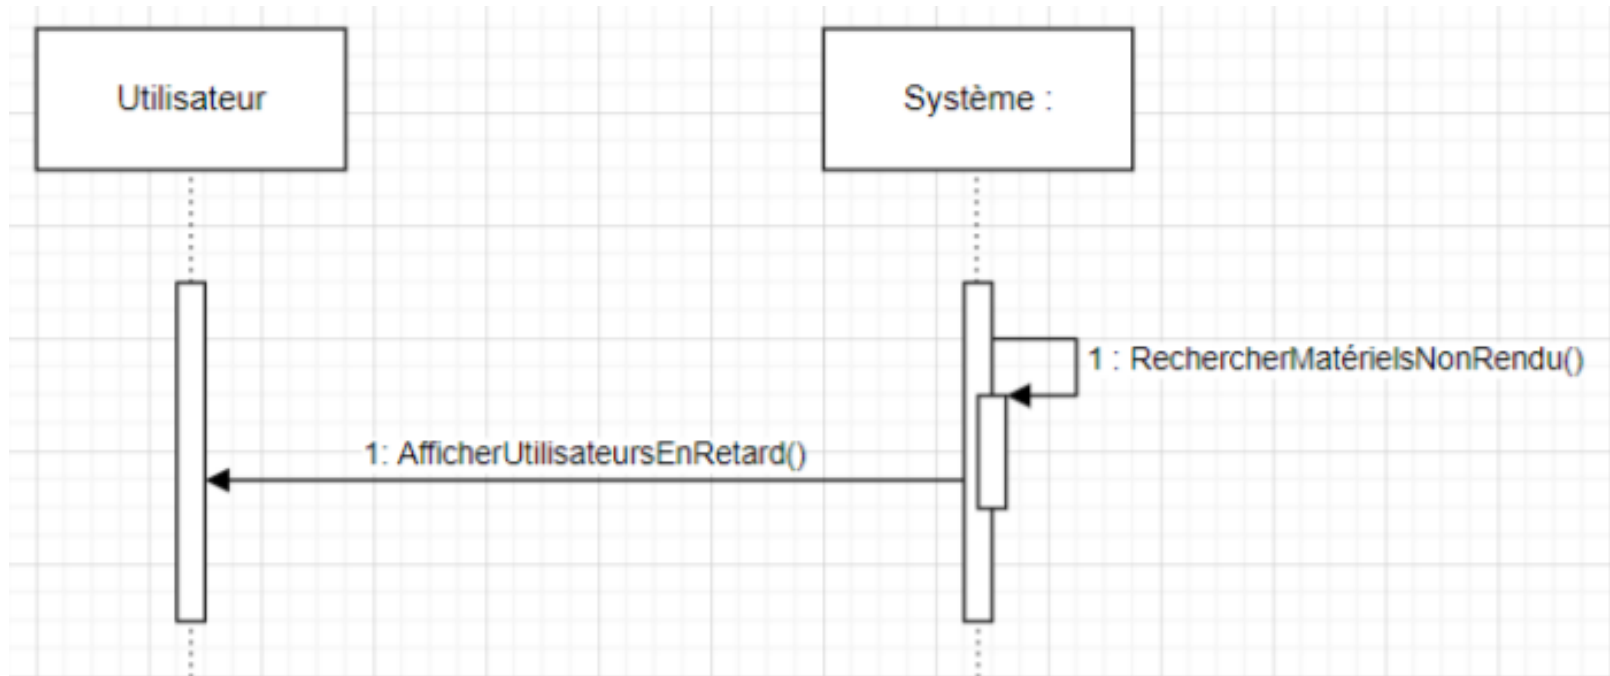 Utilisateur
Système :
1 : RechercherMatérielsNonRendu()
1: AfficherUtilisateursEnRetard()